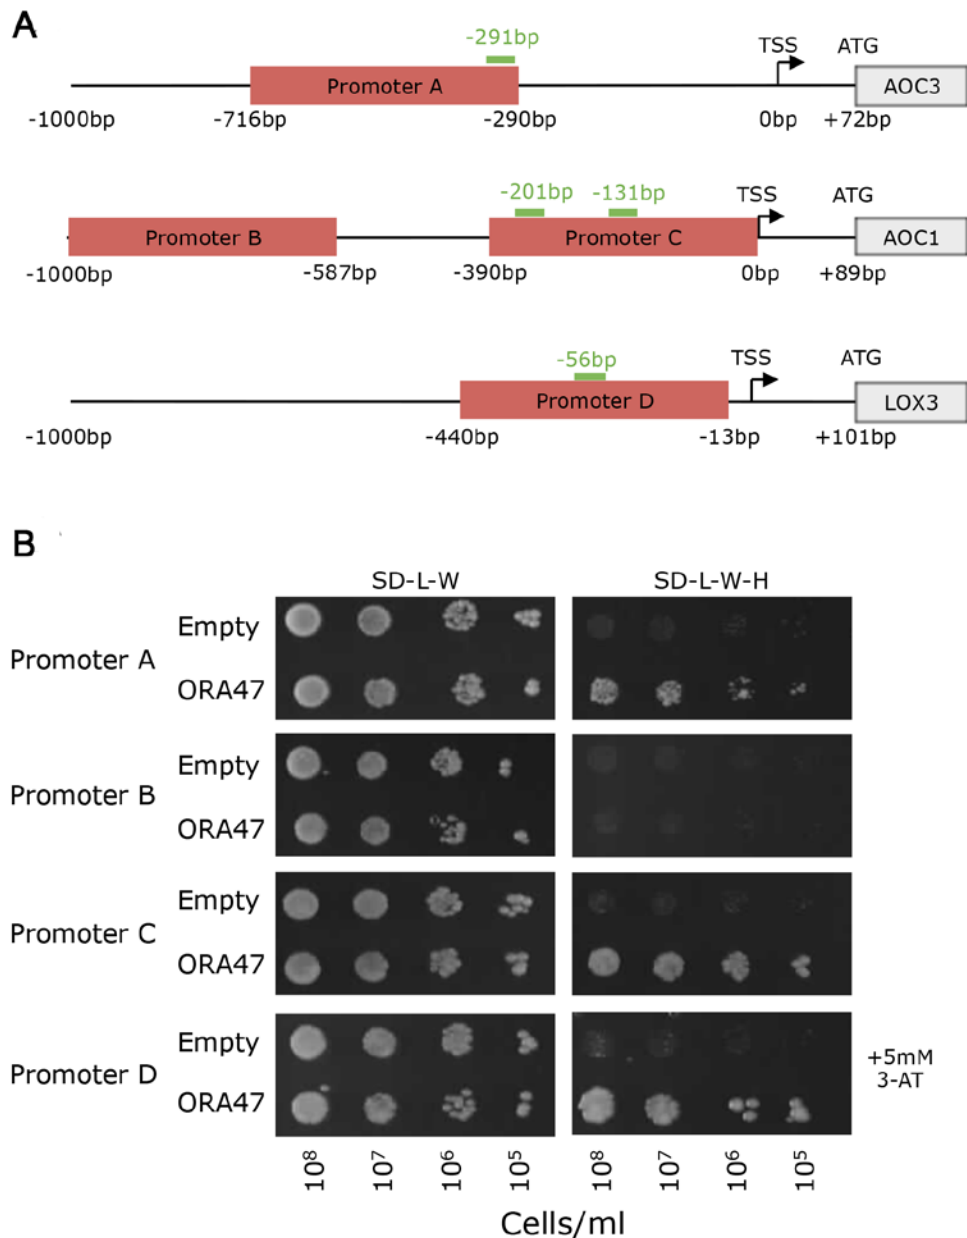 A
-291bp
TSS ATG
Promoter A AOC3
-1000bp -716bp -290bp 0bp +72bp
-201bp -131bp TSS ATG
Promoter B Promoter C AOC1
-1000bp -587bp -390bp 0bp +89bp
-56bp TSS ATG
Promoter D LOX3
-1000bp -440bp -13bp +101bp
B
SD-L-W SD-L-W-H
Promoter A
Empty
ORA47
Promoter B
Empty
ORA47
Promoter C
Empty
ORA47
Promoter D
Empty
ORA47
+5mM
3-AT
10⁸ 10⁷ 10⁶ 10⁵ 10⁸ 10⁷ 10⁶ 10⁵
Cells/ml